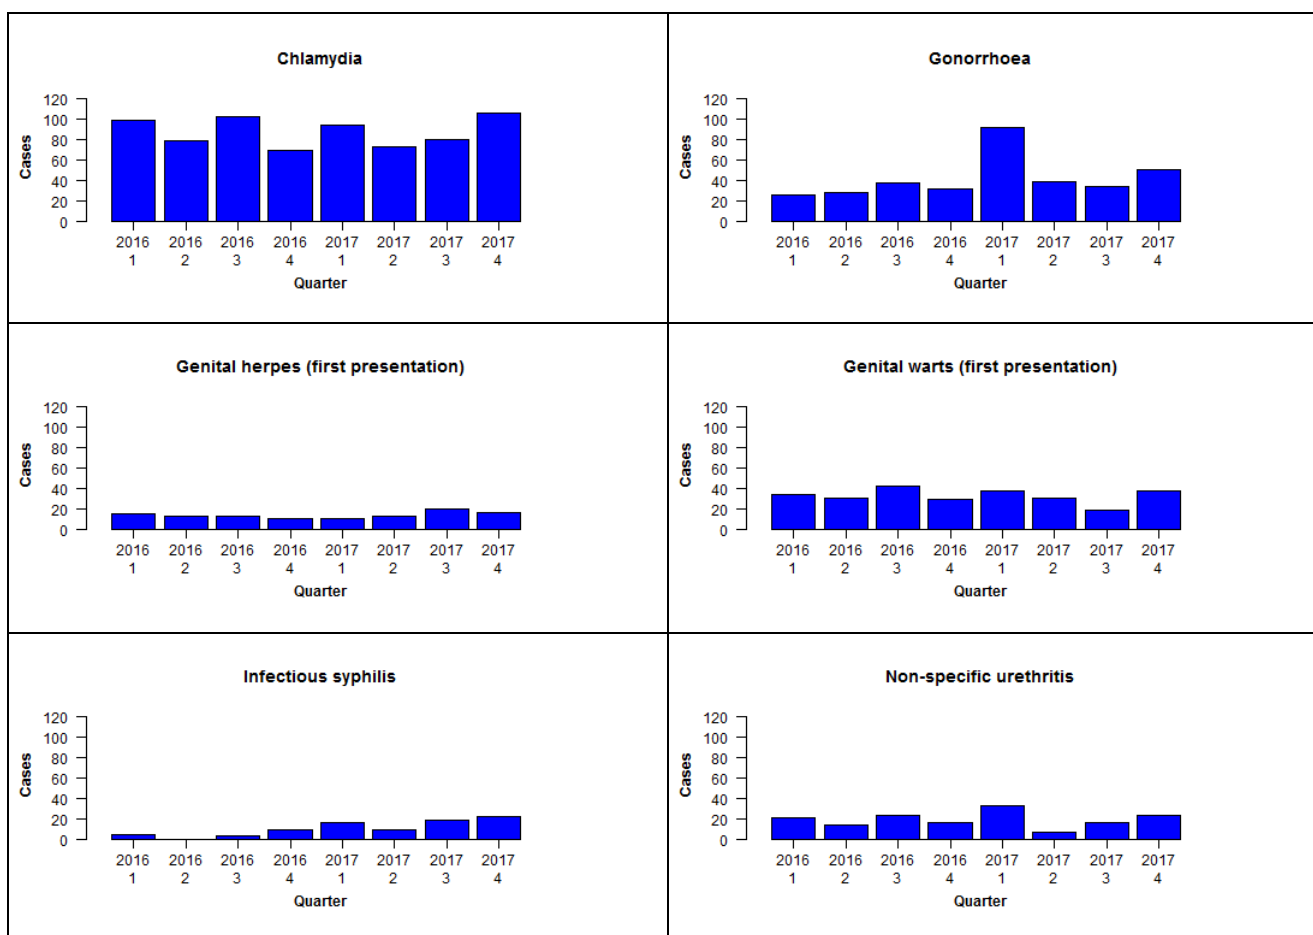 Chlamydia
120
100
80
60
40
20
0
Cases
2016 2016 2016 2016 2017 2017 2017 2017
1 2 3 4 1 2 3 4
Quarter
Gonorrhoea
120
100
80
60
40
20
0
Cases
2016 2016 2016 2016 2017 2017 2017 2017
1 2 3 4 1 2 3 4
Quarter
Genital herpes (first presentation)
120
100
80
60
40
20
0
Cases
2016 2016 2016 2016 2017 2017 2017 2017
1 2 3 4 1 2 3 4
Quarter
Genital warts (first presentation)
120
100
80
60
40
20
0
Cases
2016 2016 2016 2016 2017 2017 2017 2017
1 2 3 4 1 2 3 4
Quarter
Infectious syphilis
120
100
80
60
40
20
0
Cases
2016 2016 2016 2016 2017 2017 2017 2017
1 2 3 4 1 2 3 4
Quarter
Non-specific urethritis
120
100
80
60
40
20
0
Cases
2016 2016 2016 2016 2017 2017 2017 2017
1 2 3 4 1 2 3 4
Quarter